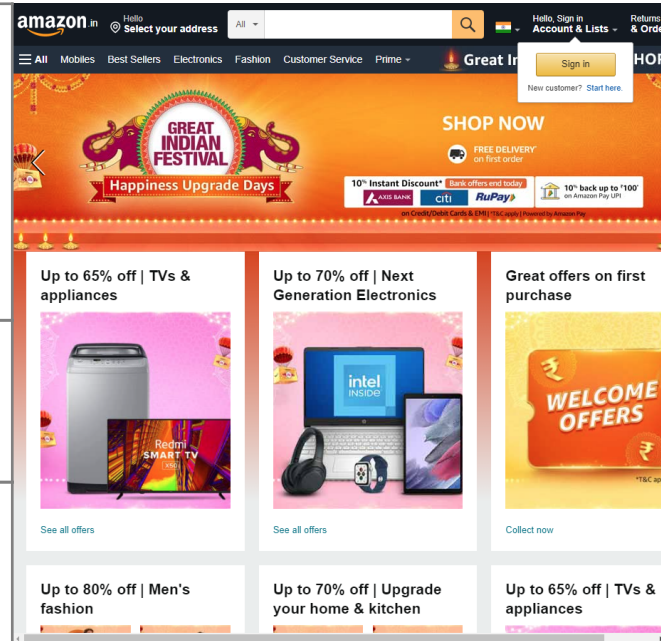 amazon.in
Hello
Select your address
All
Hello, Sign in
Account & Lists
Returns
& Orde
All Mobiles Best Sellers Electronics Fashion Customer Service Prime
Great In
HOP
Sign in
New customer? Start here.
GREAT
INDIAN
FESTIVAL
Happiness Upgrade Days
SHOP NOW
FREE DELIVERY*
on first order
10% Instant Discount* Bank offers end today
AXIS BANK citi RuPay
10% back up to ₹100*
on Amazon Pay UPI
on Credit/Debit Cards & EMI | *T&C apply | Powered by Amazon Pay
Up to 65% off | TVs &
appliances
Redmi
SMART TV
X50
See all offers
Up to 70% off | Next
Generation Electronics
intel
INSIDE
See all offers
Great offers on first
purchase
WELCOME
OFFERS
*T&C ap
Collect now
Up to 80% off | Men's
fashion
Up to 70% off | Upgrade
your home & kitchen
Up to 65% off | TVs &
appliances